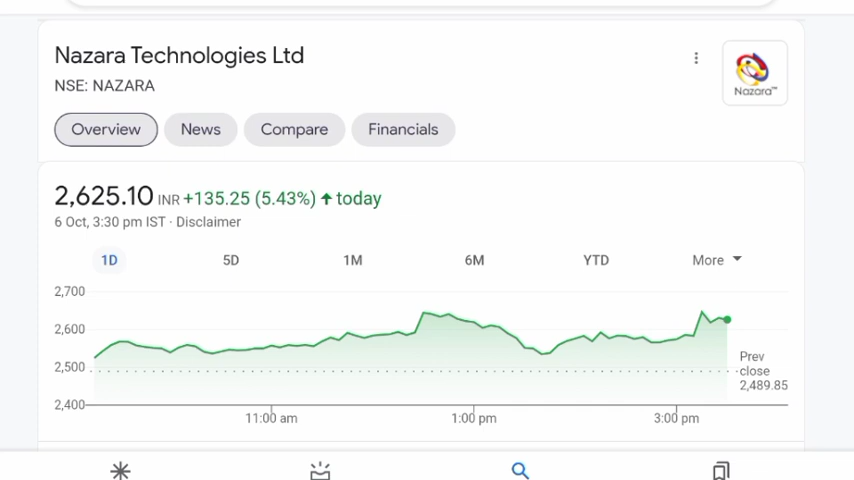 Nazara Technologies Ltd
NSE: NAZARA
Nazara™
Overview News Compare Financials
2,625.10 INR +135.25 (5.43%) ↑ today
6 Oct, 3:30 pm IST · Disclaimer
1D 5D 1M 6M YTD More
2,700
2,600
2,500
2,400
Prev
close
2,489.85
11:00 am 1:00 pm 3:00 pm